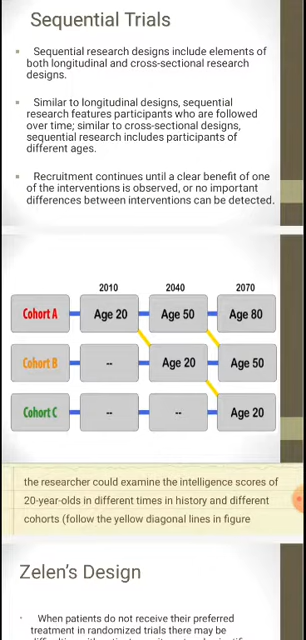 Sequential Trials
Sequential research designs include elements of
both longitudinal and cross-sectional research
designs.
Similar to longitudinal designs, sequential
research features participants who are followed
over time; similar to cross-sectional designs,
sequential research includes participants of
different ages.
Recruitment continues until a clear benefit of one
of the interventions is observed, or no important
differences between interventions can be detected.
2010 2040 2070
Cohort A Age 20 Age 50 Age 80
Cohort B -- Age 20 Age 50
Cohort C -- -- Age 20
the researcher could examine the intelligence scores of
20-year-olds in different times in history and different
cohorts (follow the yellow diagonal lines in figure
Zelen's Design
When patients do not receive their preferred
treatment in randomized trials there may be